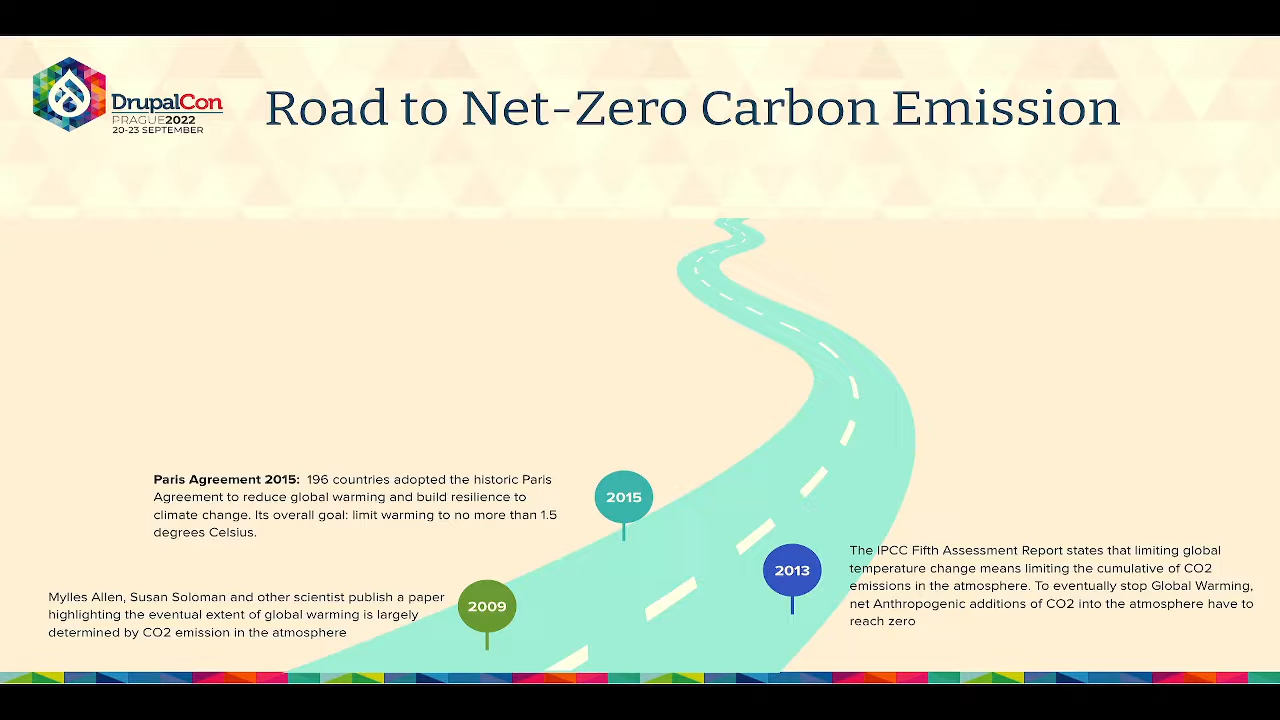 DrupalCon
PRAGUE2022
20-23 SEPTEMBER
Road to Net-Zero Carbon Emission
Paris Agreement 2015: 196 countries adopted the historic Paris
Agreement to reduce global warming and build resilience to
climate change. Its overall goal: limit warming to no more than 1.5
degrees Celsius.
2015
2013
The IPCC Fifth Assessment Report states that limiting global
temperature change means limiting the cumulative of CO2
emissions in the atmosphere. To eventually stop Global Warming,
net Anthropogenic additions of CO2 into the atmosphere have to
reach zero
Mylles Allen, Susan Soloman and other scientist publish a paper
highlighting the eventual extent of global warming is largely
determined by CO2 emission in the atmosphere
2009